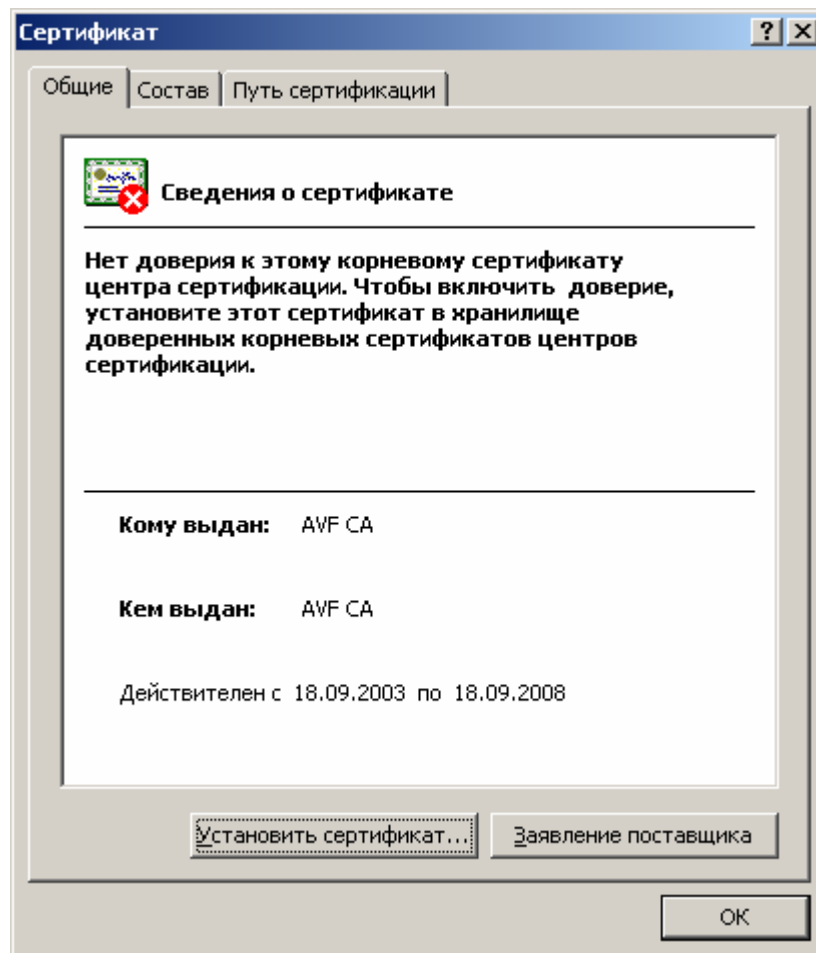 Сертификат
Общие Состав Путь сертификации
Сведения о сертификате
Нет доверия к этому корневому сертификату
центра сертификации. Чтобы включить доверие,
установите этот сертификат в хранилище
доверенных корневых сертификатов центров
сертификации.
Кому выдан: AVF CA
Кем выдан: AVF CA
Действителен с 18.09.2003 по 18.09.2008
Установить сертификат... Заявление поставщика
ОК